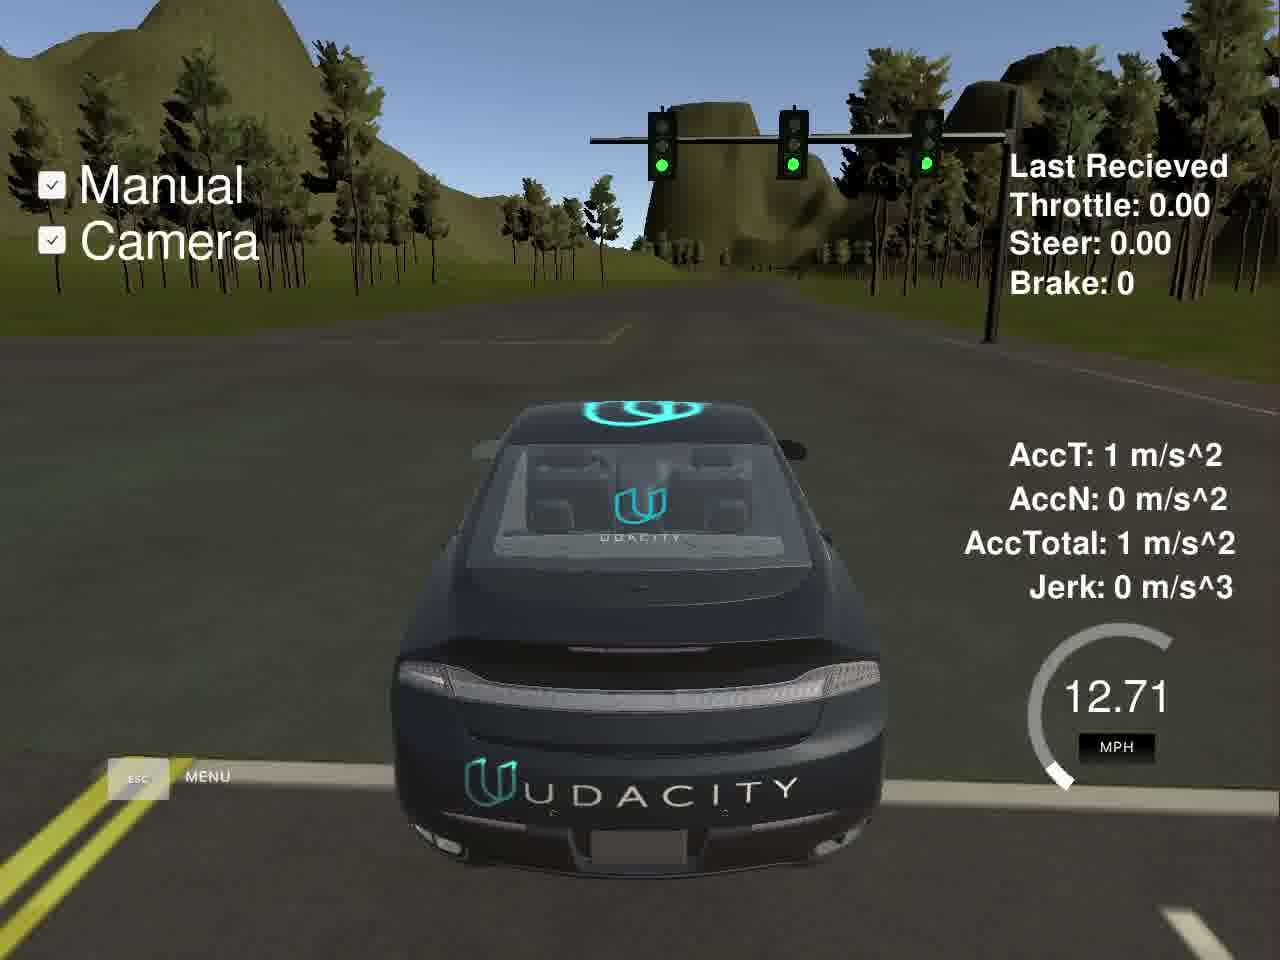 Manual
Camera
Last Recieved
Throttle: 0.00
Steer: 0.00
Brake: 0
UDACITY
AccT: 1 m/s^2
AccN: 0 m/s^2
AccTotal: 1 m/s^2
Jerk: 0 m/s^3
12.71
MPH
ESC MENU
UDACITY